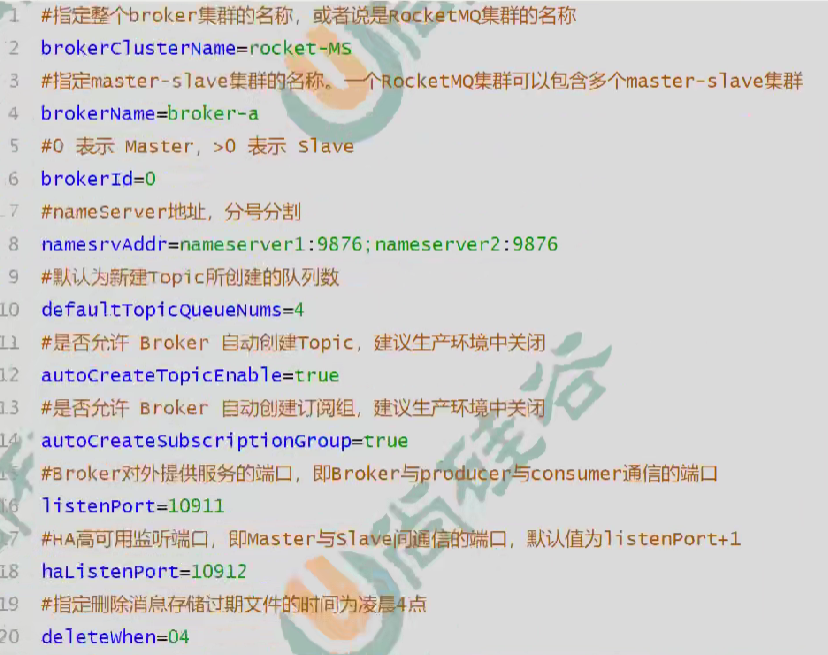 1 #指定整个broker集群的名称，或者说是RocketMQ集群的名称
2 brokerClusterName=rocket-MS
3 #指定master-slave集群的名称。一个RocketMQ集群可以包含多个master-slave集群
4 brokerName=broker-a
5 #0 表示 Master，>0 表示 Slave
6 brokerId=0
7 #nameServer地址，分号分割
8 namesrvAddr=nameserver1:9876;nameserver2:9876
9 #默认为新建Topic所创建的队列数
10 defaultTopicQueueNums=4
11 #是否允许 Broker 自动创建Topic，建议生产环境中关闭
12 autoCreateTopicEnable=true
13 #是否允许 Broker 自动创建订阅组，建议生产环境中关闭
14 autoCreateSubscriptionGroup=true
15 #Broker对外提供服务的端口，即Broker与producer与consumer通信的端口
16 listenPort=10911
17 #HA高可用监听端口，即Master与Slave间通信的端口，默认值为listenPort+1
18 haListenPort=10912
19 #指定删除消息存储过期文件的时间为凌晨4点
20 deleteWhen=04
尚硅谷